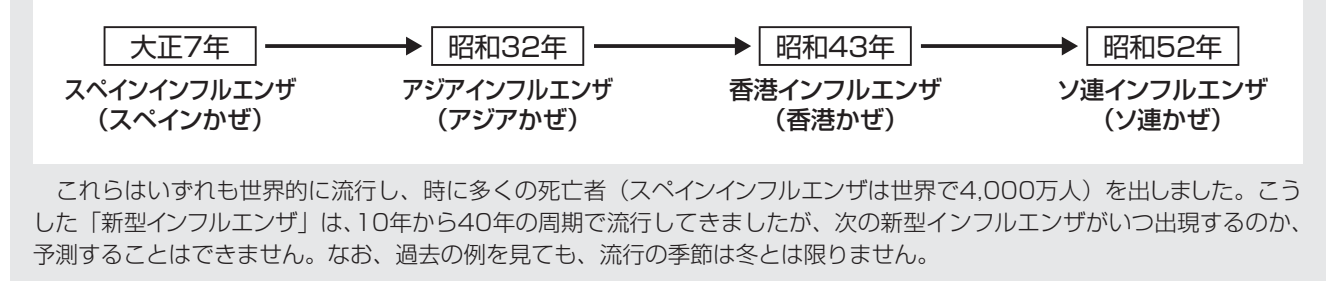 大正7年 昭和32年 昭和43年 昭和52年
スペインインフルエンザ アジアインフルエンザ 香港インフルエンザ ソ連インフルエンザ
（スペインかぜ） （アジアかぜ） （香港かぜ） （ソ連かぜ）
これらはいずれも世界的に流行し、時に多くの死亡者（スペインインフルエンザは世界で4,000万人）を出しました。こう
した「新型インフルエンザ」は、10年から40年の周期で流行してきましたが、次の新型インフルエンザがいつ出現するのか、
予測することはできません。なお、過去の例を見ても、流行の季節は冬とは限りません。